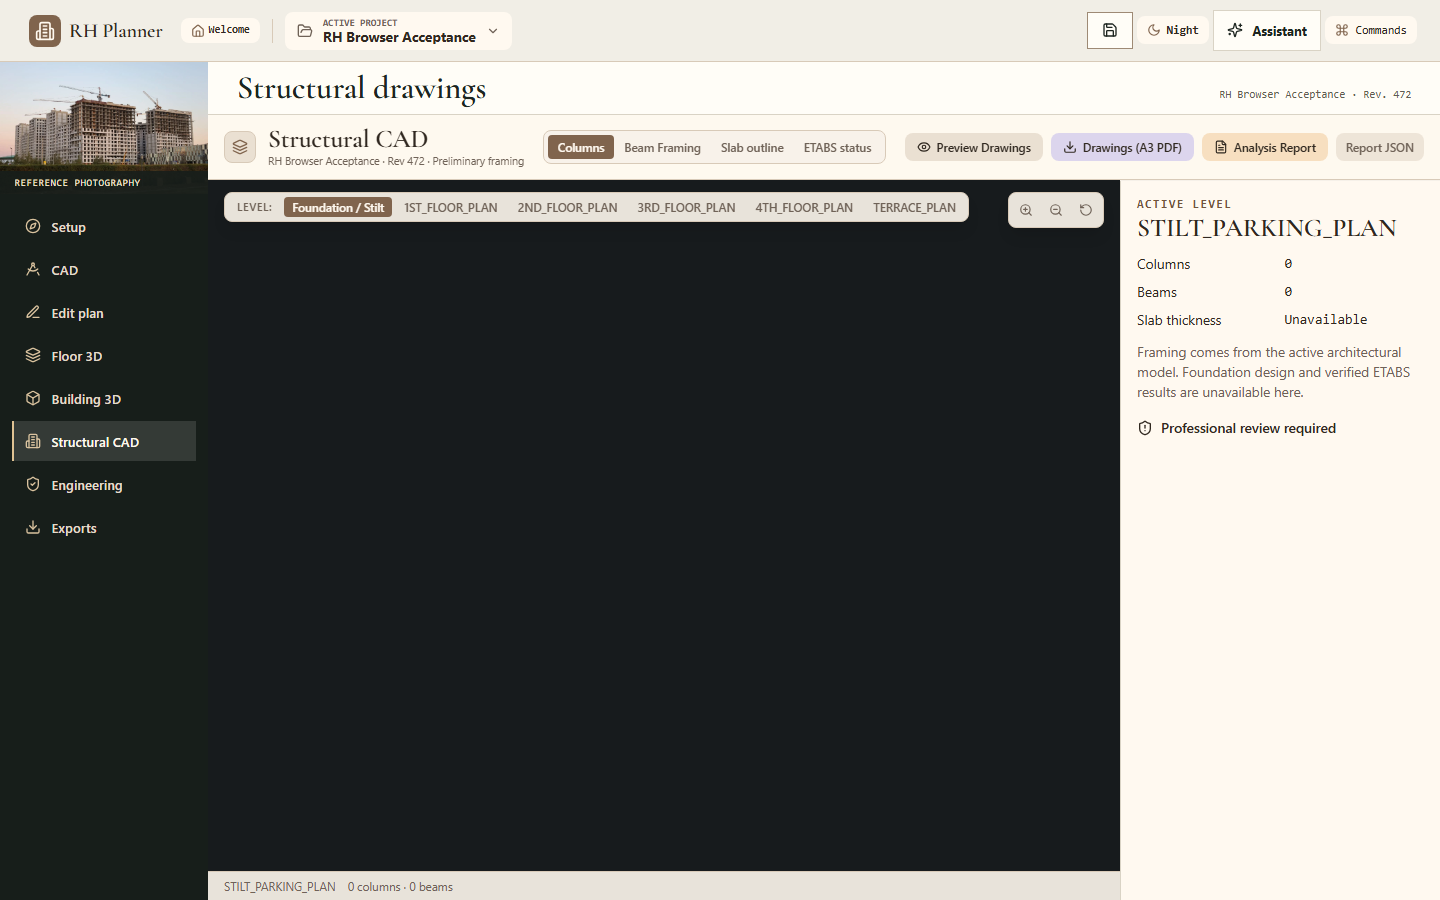 RH Planner
Welcome
ACTIVE PROJECT
RH Browser Acceptance
Night
Assistant
Commands
REFERENCE PHOTOGRAPHY
Setup
CAD
Edit plan
Floor 3D
Building 3D
Structural CAD
Engineering
Exports
Structural drawings
RH Browser Acceptance · Rev. 472
Structural CAD
RH Browser Acceptance · Rev 472 · Preliminary framing
Columns
Beam Framing
Slab outline
ETABS status
Preview Drawings
Drawings (A3 PDF)
Analysis Report
Report JSON
LEVEL:
Foundation / Stilt
1ST_FLOOR_PLAN
2ND_FLOOR_PLAN
3RD_FLOOR_PLAN
4TH_FLOOR_PLAN
TERRACE_PLAN
ACTIVE LEVEL
STILT_PARKING_PLAN
Columns 0
Beams 0
Slab thickness Unavailable
Framing comes from the active architectural
model. Foundation design and verified ETABS
results are unavailable here.
Professional review required
STILT_PARKING_PLAN 0 columns · 0 beams